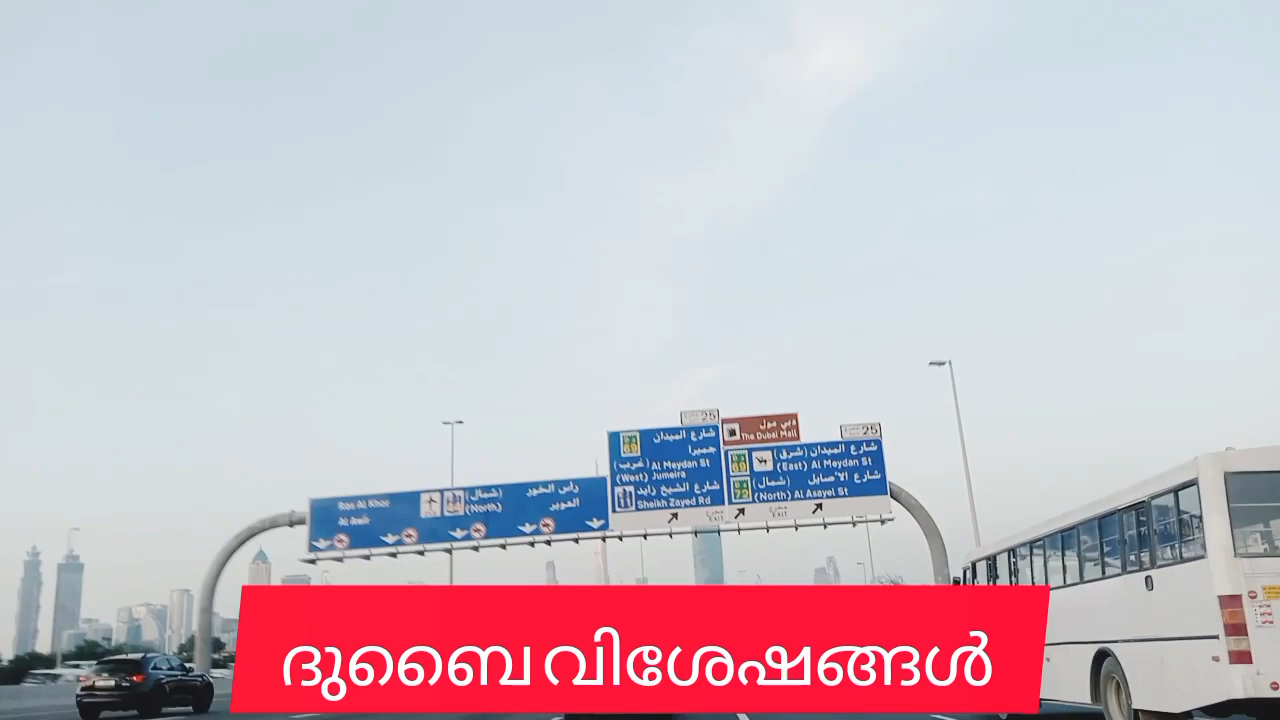 Ras Al Khor
Al Awir
(شمال)
(North)
رأس الخور
العوير
25
شارع الميدان
جميرا
(غرب)
(West)
Al Meydan St
Jumeira
شارع الشيخ زايد
Sheikh Zayed Rd
EXIT
دبي مول
The Dubai Mall
25
شارع الميدان (شرق)
(East) Al Meydan St
شارع الأصايل (شمال)
(North) Al Asayel St
EXIT
ദുബൈ വിശേഷങ്ങൾ